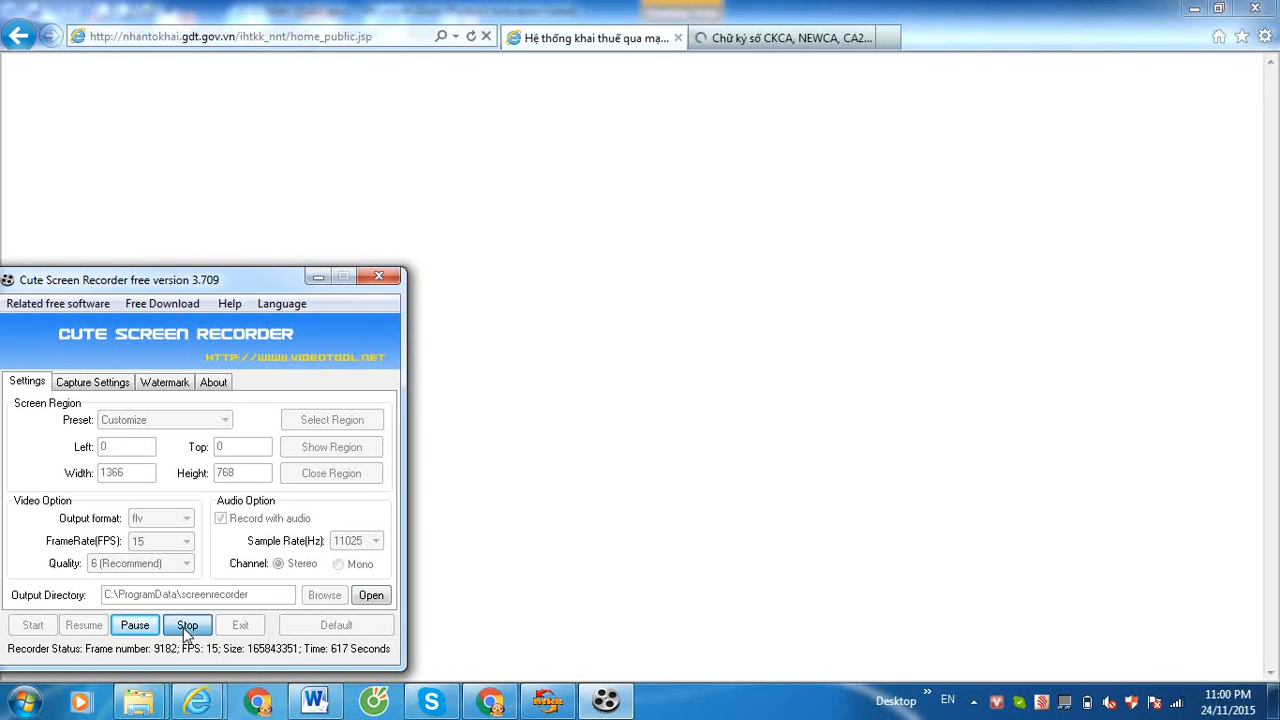 http://nhantokhai.gdt.gov.vn/ihtkk_nnt/home_public.jsp
Hệ thống khai thuế qua mạ...
Chữ ký số CKCA, NEWCA, CA2...
Cute Screen Recorder free version 3.709
Related free software Free Download Help Language
CUTE SCREEN RECORDER
HTTP://WWW.VIDEOTOOL.NET
Settings Capture Settings Watermark About
Screen Region
Preset: Customize Select Region
Left: 0 Top: 0 Show Region
Width: 1366 Height: 768 Close Region
Video Option Audio Option
Output format: flv Record with audio
FrameRate(FPS): 15 Sample Rate(Hz): 11025
Quality: 6 (Recommend) Channel: Stereo Mono
Output Directory: C:\ProgramData\screenrecorder Browse Open
Start Resume Pause Stop Exit Default
Recorder Status: Frame number: 9182; FPS: 15; Size: 165843351; Time: 617 Seconds
Desktop EN 11:00 PM
24/11/2015